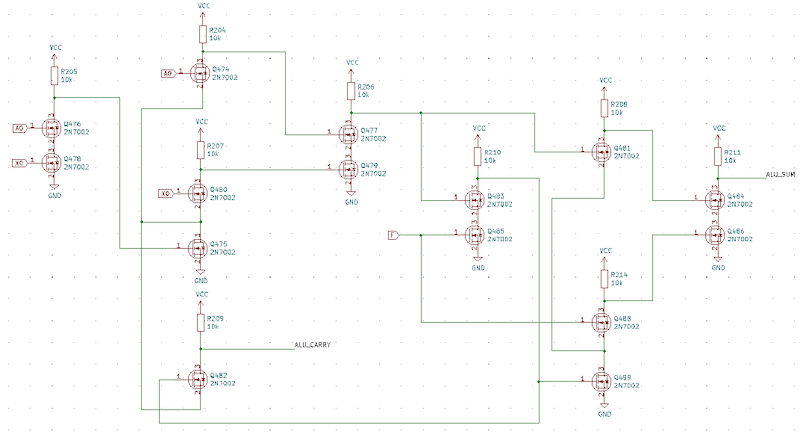 VCC
R204
10k
A0
Q474
2N7002
VCC
R205
10k
A0
Q476
2N7002
X0
Q478
2N7002
GND
VCC
R207
10k
X0
Q480
2N7002
Q475
2N7002
GND
VCC
R209
10k
ALU_CARRY
Q482
2N7002
VCC
R206
10k
Q477
2N7002
Q479
2N7002
GND
VCC
R210
10k
Q483
2N7002
F
Q485
2N7002
GND
VCC
R208
10k
Q481
2N7002
VCC
R214
10k
Q488
2N7002
Q499
2N7002
GND
VCC
R211
10k
ALU_SUM
Q484
2N7002
Q486
2N7002
GND